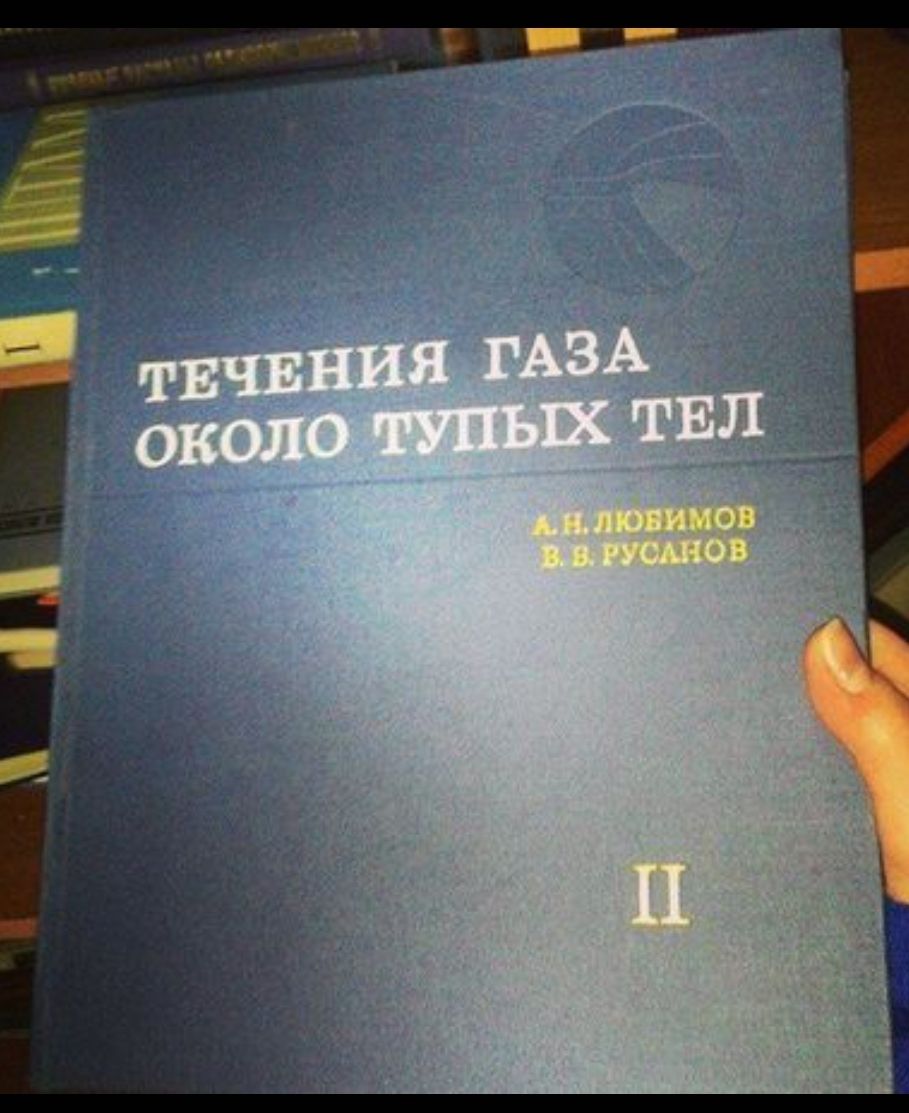 ТЕЧЕНИЯ ГАЗА
ОКОЛО ТУПЫХ ТЕЛ
А. Н. ЛЮБИМОВ
В. В. РУСАНОВ
II